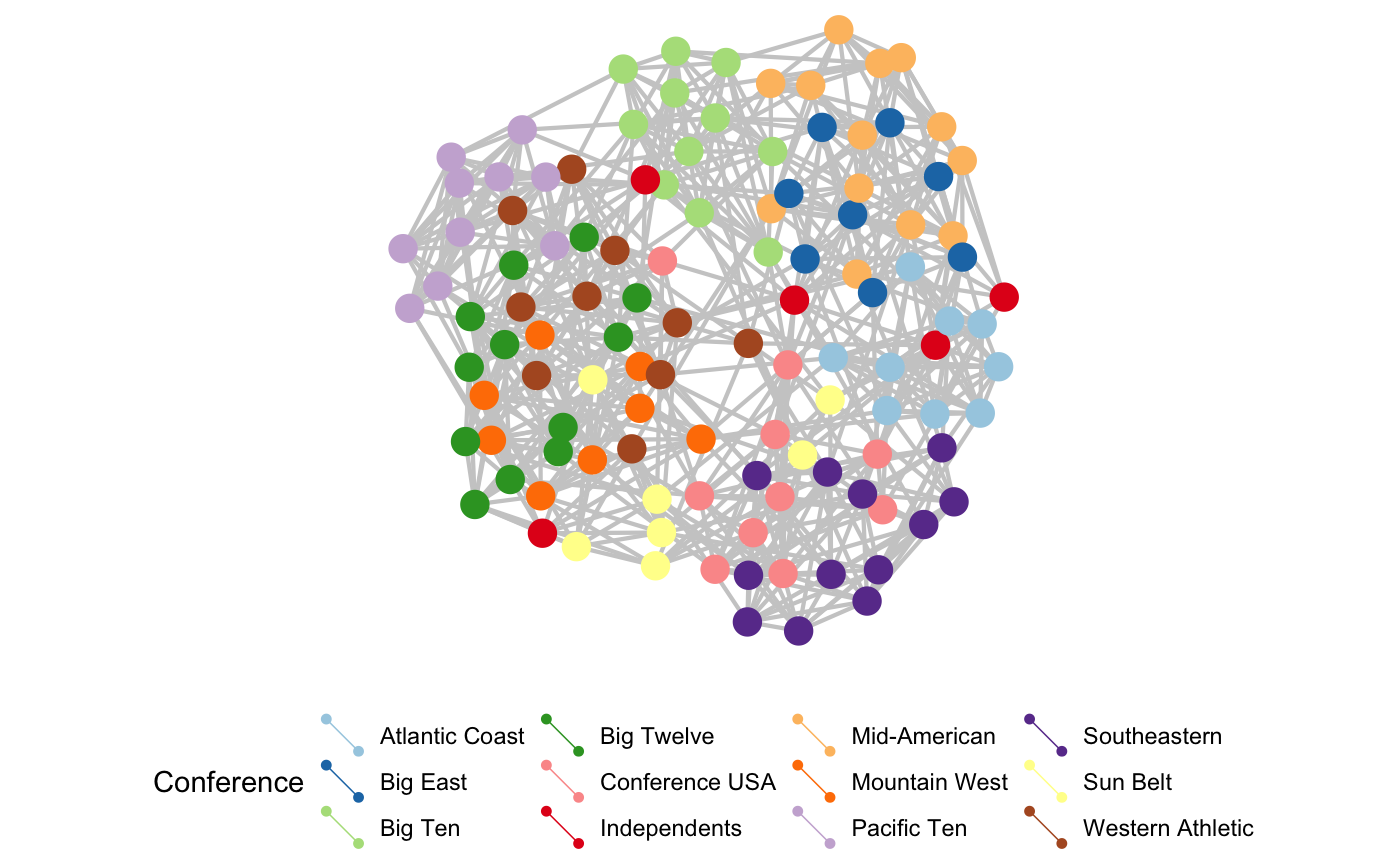 Atlantic Coast Big Twelve Mid-American Southeastern
Conference Big East Conference USA Mountain West Sun Belt
Big Ten Independents Pacific Ten Western Athletic